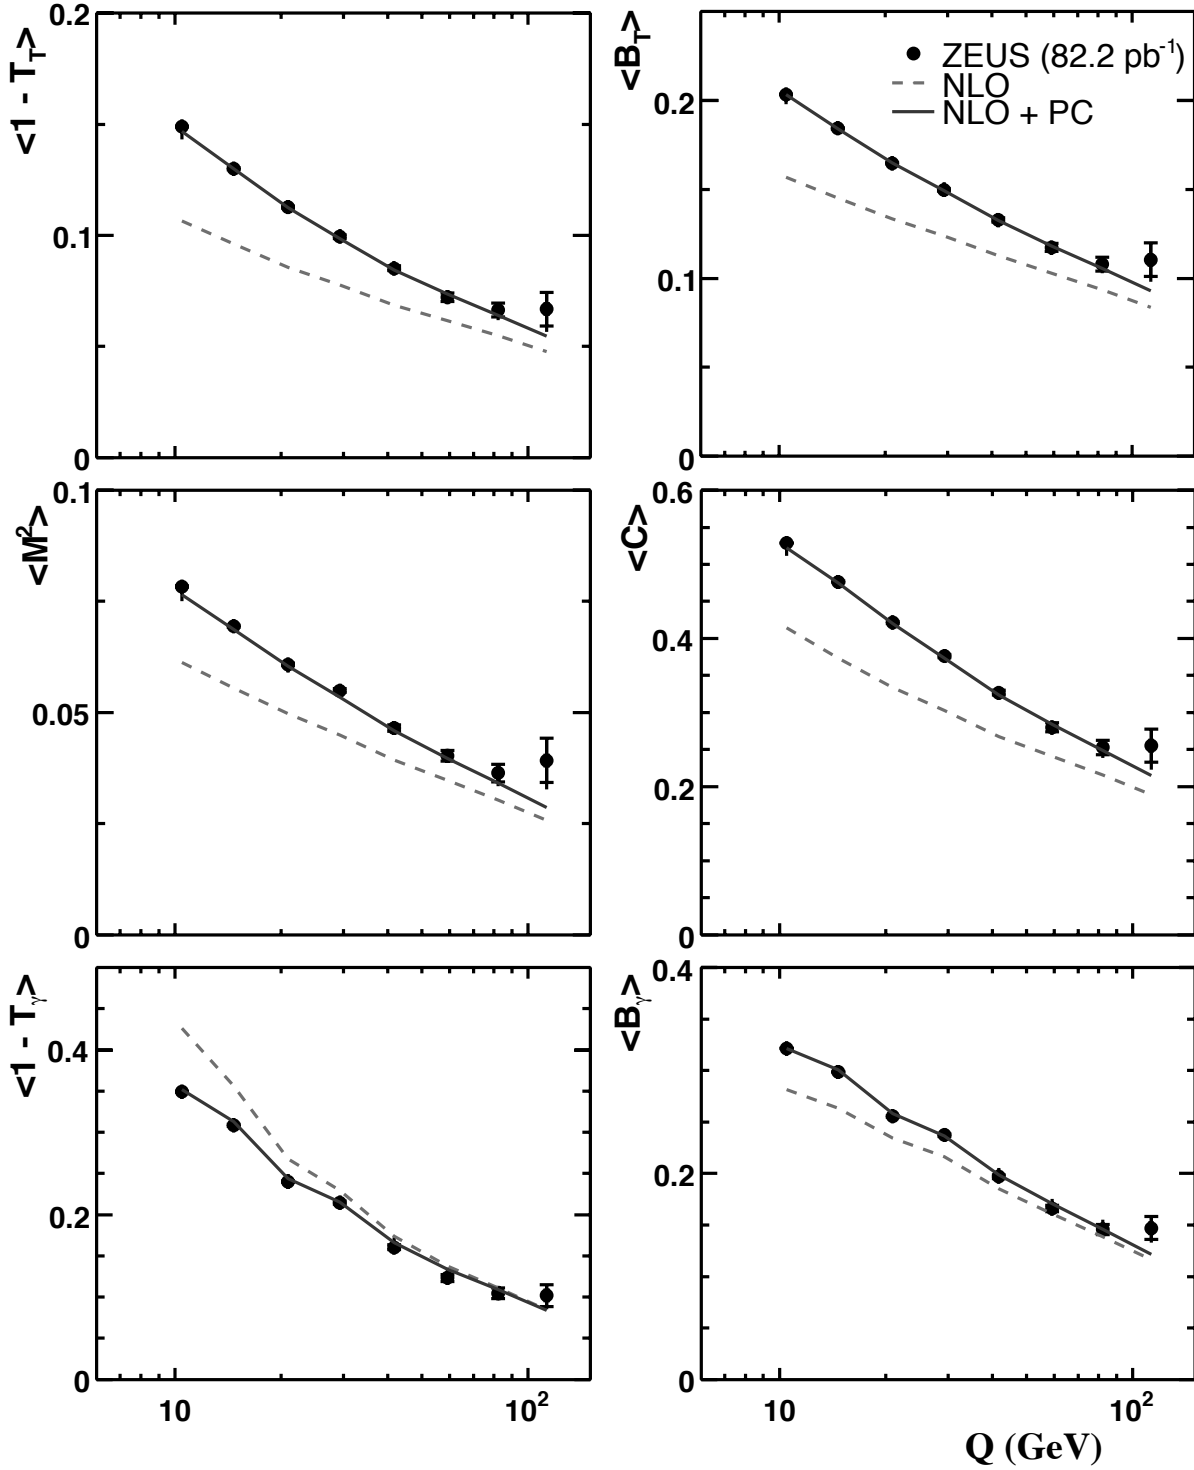 <1 - T_T>
0.2
0.1
0
<B_T>
ZEUS (82.2 pb⁻¹)
NLO
NLO + PC
0.2
0.1
0
<M²>
0.1
0.05
0
<C>
0.6
0.4
0.2
0
<1 - T_γ>
0.4
0.2
0
10
10²
<B_γ>
0.4
0.2
0
10
10²
Q (GeV)